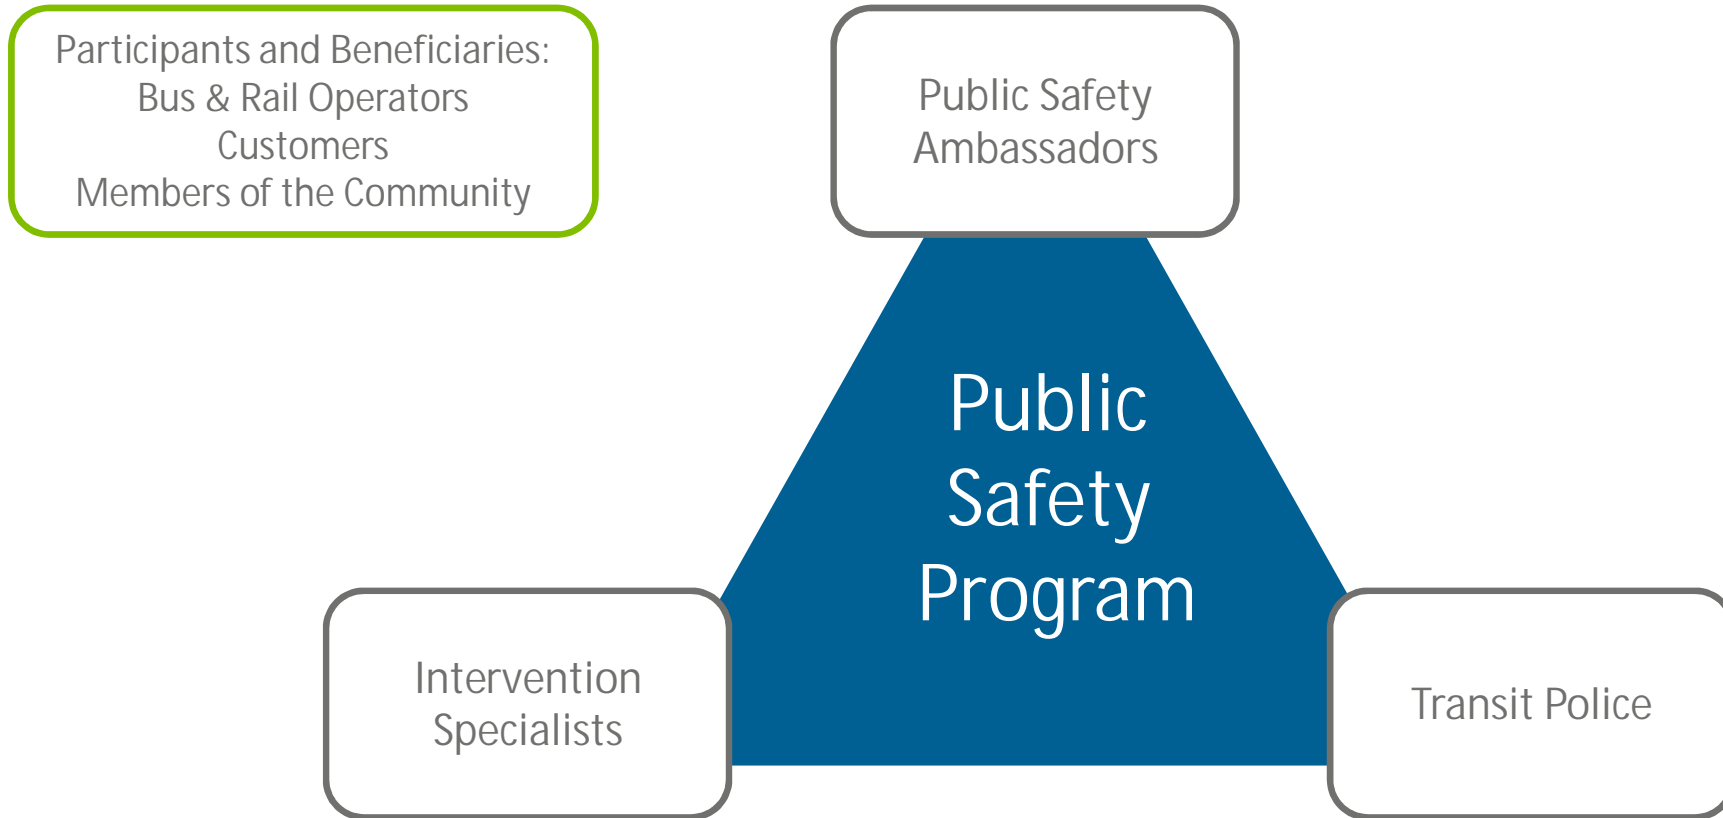 Participants and Beneficiaries:
Bus & Rail Operators
Customers
Members of the Community
Public Safety
Ambassadors
Public
Safety
Program
Intervention
Specialists
Transit Police